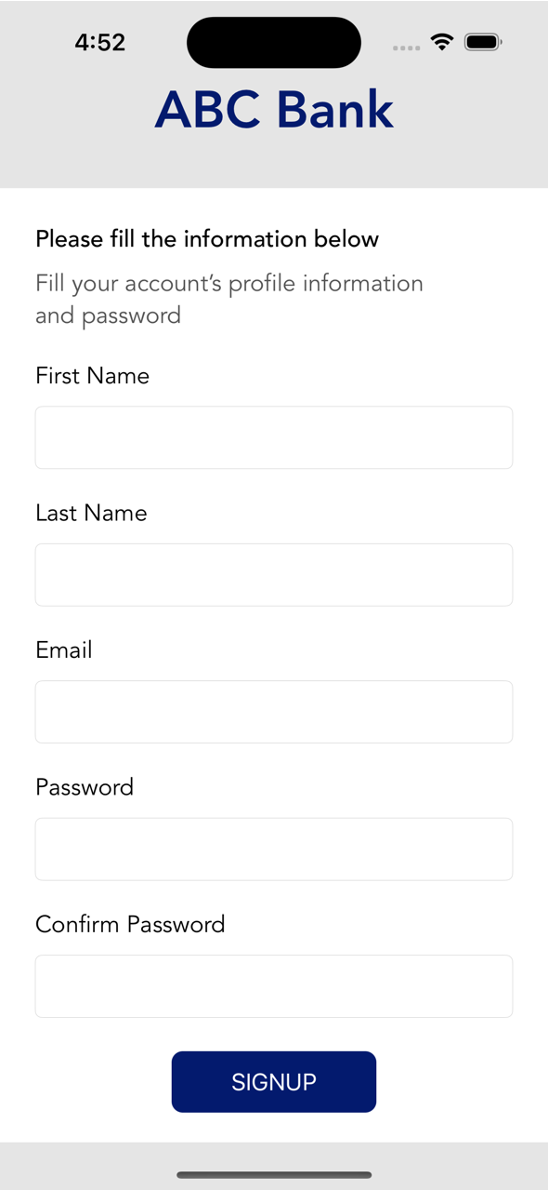 4:52
ABC Bank
Please fill the information below
Fill your account’s profile information
and password
First Name
Last Name
Email
Password
Confirm Password
SIGNUP